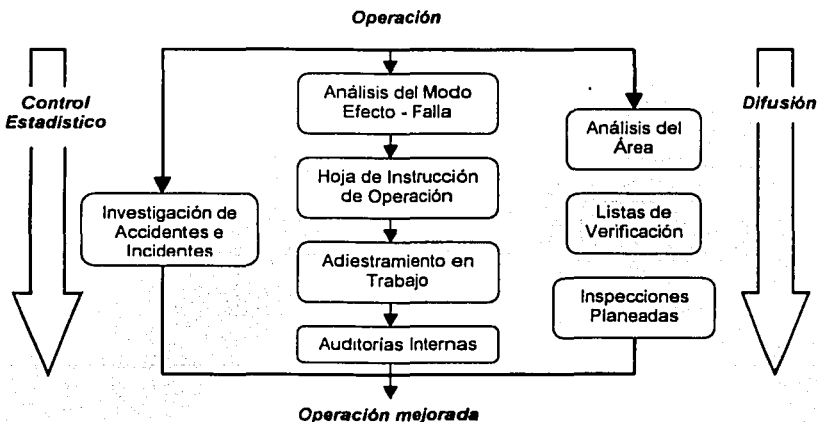 Operación
Control
Estadístico
Difusión
Análisis del Modo
Efecto - Falla
Análisis del
Área
Hoja de Instrucción
de Operación
Investigación de
Accidentes e
Incidentes
Listas de
Verificación
Adiestramiento en
Trabajo
Inspecciones
Planeadas
Auditorías Internas
Operación mejorada